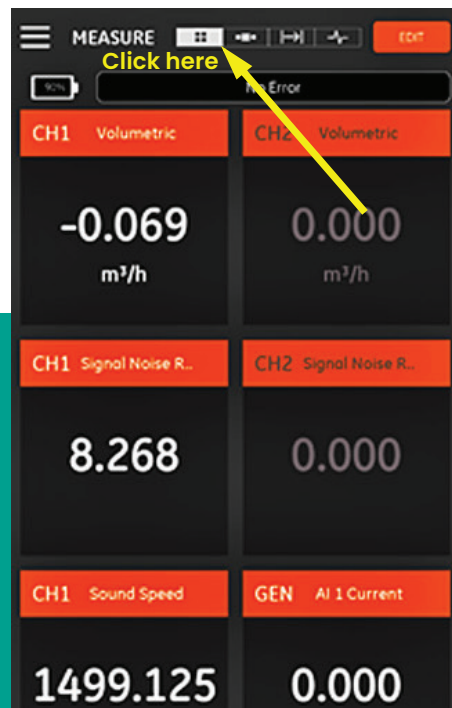 MEASURE EDIT
Click here
90% No Error
CH1 Volumetric CH2 Volumetric
-0.069 0.000
m³/h m³/h
CH1 Signal Noise R.. CH2 Signal Noise R..
8.268 0.000
CH1 Sound Speed GEN AI 1 Current
1499.125 0.000